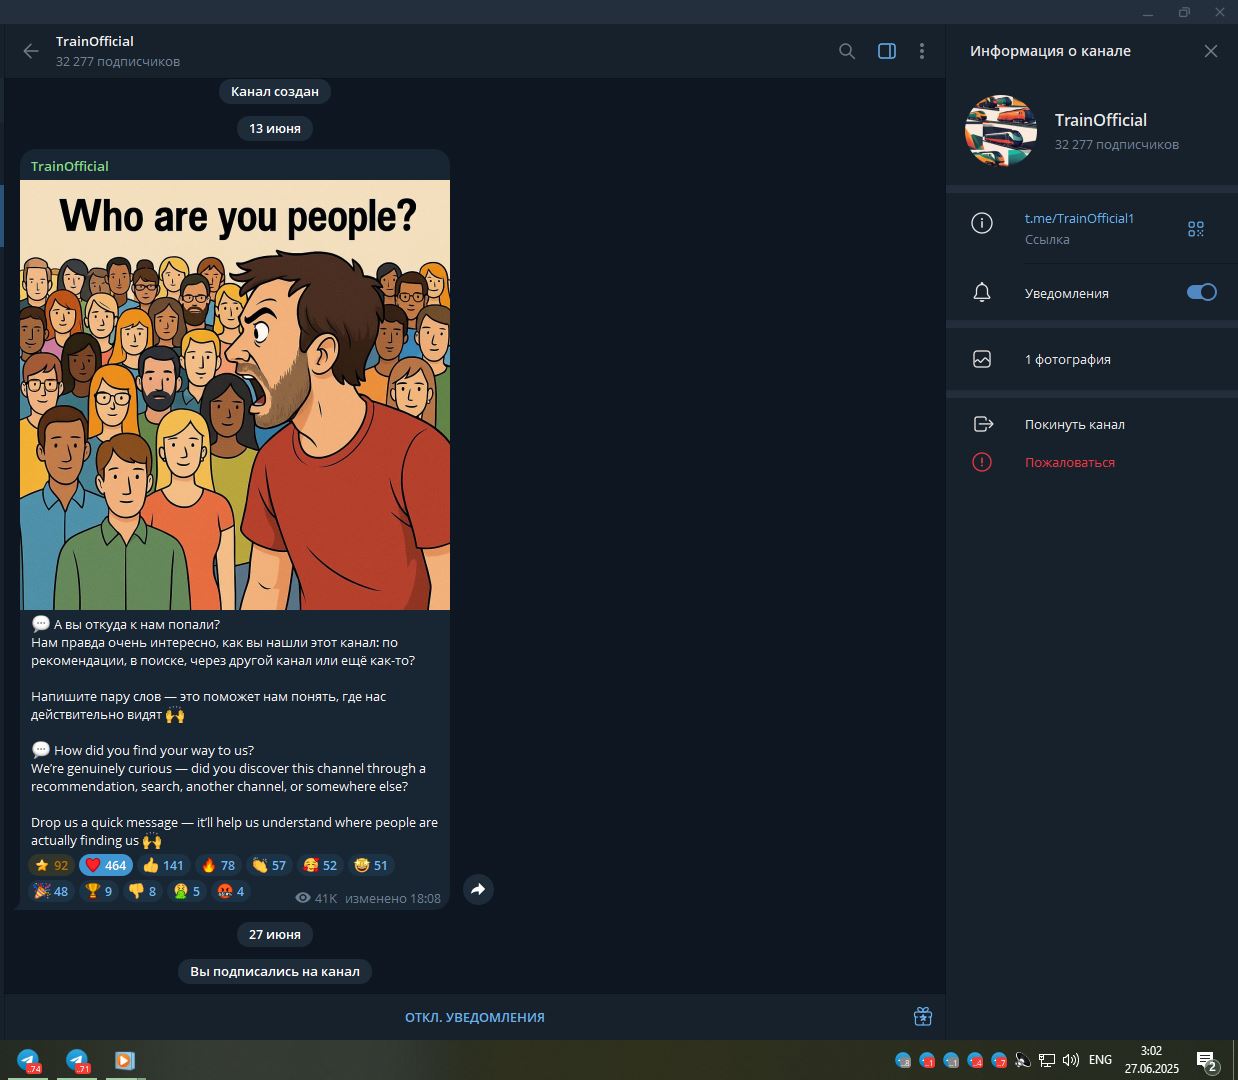 TrainOfficial
32 277 подписчиков
Канал создан
13 июня
TrainOfficial
Who are you people?
💬 А вы откуда к нам попали?
Нам правда очень интересно, как вы нашли этот канал: по
рекомендации, в поиске, через другой канал или ещё как-то?
Напишите пару слов — это поможет нам понять, где нас
действительно видят 🙌
💬 How did you find your way to us?
We’re genuinely curious — did you discover this channel through a
recommendation, search, another channel, or somewhere else?
Drop us a quick message — it’ll help us understand where people are
actually finding us 🙌
⭐ 92 ❤️ 464 👍 141 🔥 78 👏 57 🥰 52 🤩 51
🎉 48 🏆 9 👎 8 🤮 5 🤬 4
41K изменено 18:08
27 июня
Вы подписались на канал
ОТКЛ. УВЕДОМЛЕНИЯ
Информация о канале
TrainOfficial
32 277 подписчиков
t.me/TrainOfficial1
Ссылка
Уведомления
1 фотография
Покинуть канал
Пожаловаться
.74
.71
ENG
3:02
27.06.2025
2